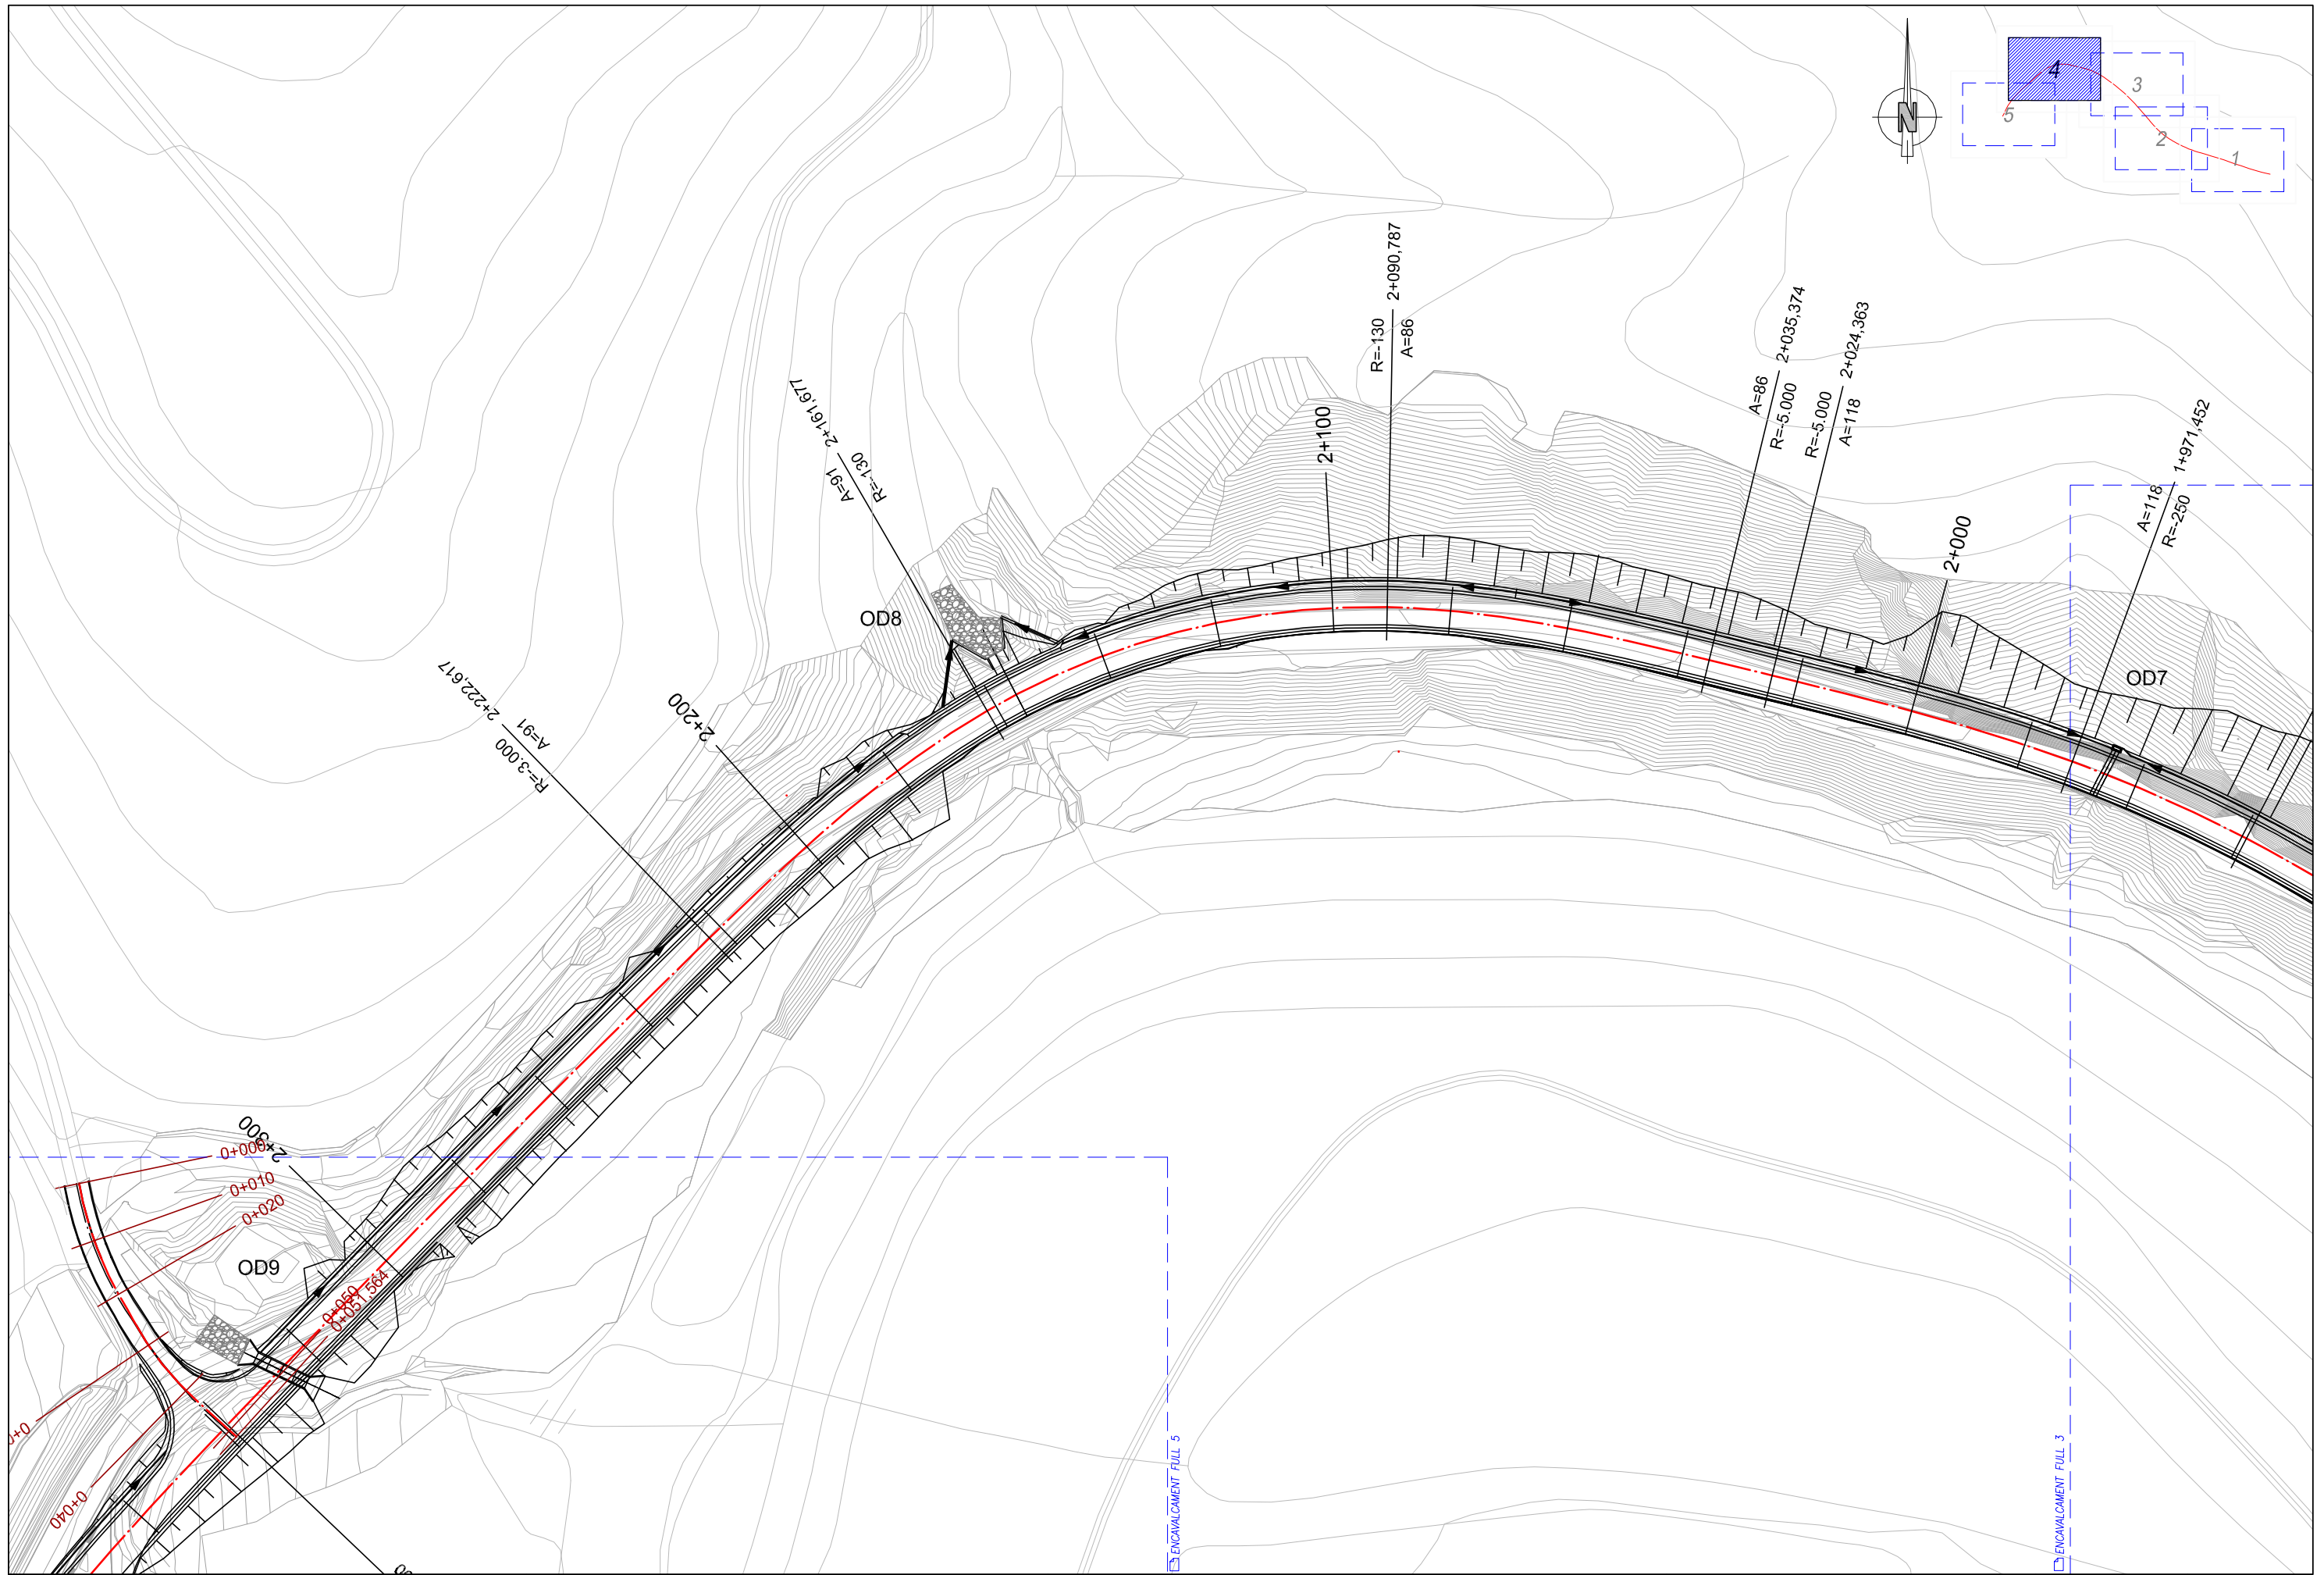 N
4
3
5
2
1
2+090,787
R=-130
A=86
2+035,374
A=86
R=-5.000
2+024,363
R=-5.000
A=118
1+971,452
A=118
R=-250
2+161,677
A=91
R=-130
2+100
2+000
OD8
OD7
2+222,617
A=91
R=-3.000
2+200
2+300
0+000
0+010
0+020
OD9
0+050
0+051,564
0+040
ENCAVALCAMENT FULL 5
ENCAVALCAMENT FULL 3